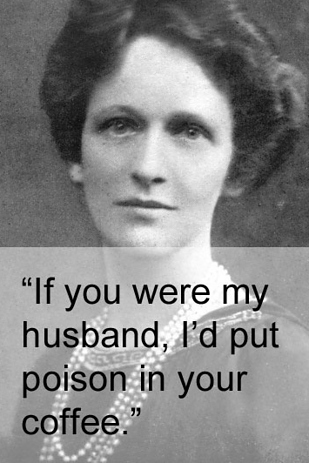 “If you were my
husband, I’d put
poison in your
coffee.”